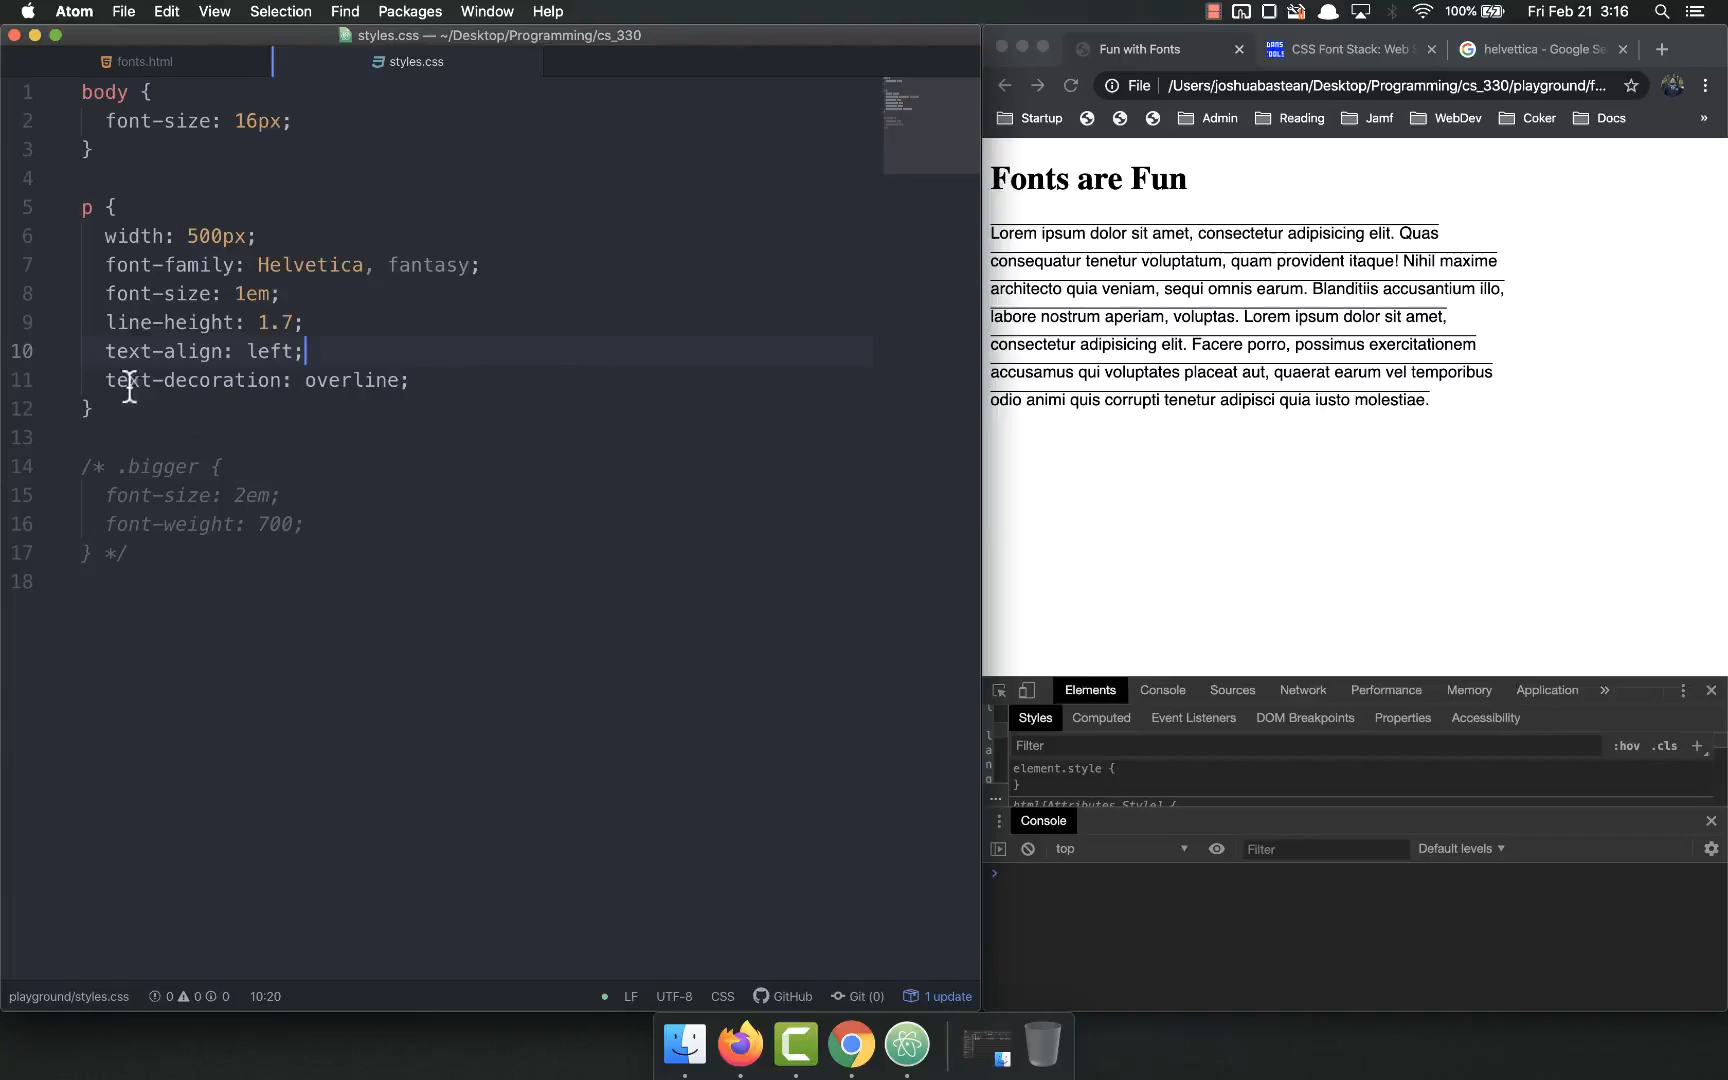 Atom File Edit View Selection Find Packages Window Help
100% Fri Feb 21 3:16
styles.css — ~/Desktop/Programming/cs_330
fonts.html
styles.css
1 body {
2 font-size: 16px;
3 }
4
5 p {
6 width: 500px;
7 font-family: Helvetica, fantasy;
8 font-size: 1em;
9 line-height: 1.7;
10 text-align: left;
11 text-decoration: overline;
12 }
13
14 /* .bigger {
15 font-size: 2em;
16 font-weight: 700;
17 } */
18
playground/styles.css 0 0 0 10:20 LF UTF-8 CSS GitHub Git (0) 1 update
Fun with Fonts
DANS TOOLS
CSS Font Stack: Web S
G helvettica - Google Se
File /Users/joshuabastean/Desktop/Programming/cs_330/playground/f...
Startup Admin Reading Jamf WebDev Coker Docs »
Fonts are Fun
Lorem ipsum dolor sit amet, consectetur adipisicing elit. Quas
consequatur tenetur voluptatum, quam provident itaque! Nihil maxime
architecto quia veniam, sequi omnis earum. Blanditiis accusantium illo,
labore nostrum aperiam, voluptas. Lorem ipsum dolor sit amet,
consectetur adipisicing elit. Facere porro, possimus exercitationem
accusamus qui voluptates placeat aut, quaerat earum vel temporibus
odio animi quis corrupti tenetur adipisci quia iusto molestiae.
Elements Console Sources Network Performance Memory Application »
Styles Computed Event Listeners DOM Breakpoints Properties Accessibility
Filter :hov .cls +
element.style {
}
html[Attributes Style] {
...
Console
top Filter Default levels